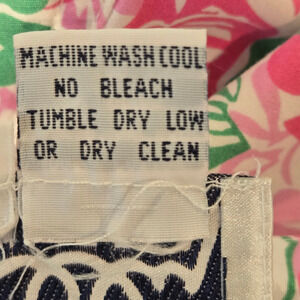 MACHINE WASH COOL
NO BLEACH
TUMBLE DRY LOW
OR DRY CLEAN